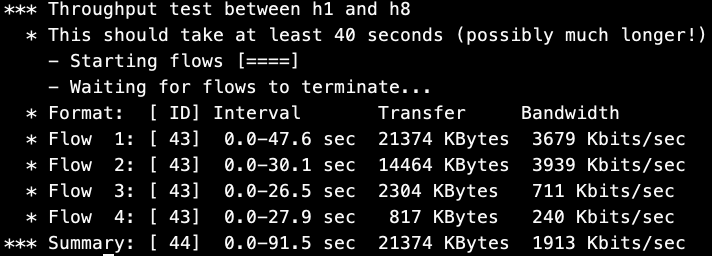 *** Throughput test between h1 and h8
  * This should take at least 40 seconds (possibly much longer!)
    - Starting flows [====]
    - Waiting for flows to terminate...
  * Format:  [ ID] Interval       Transfer     Bandwidth
  * Flow  1: [ 43]  0.0-47.6 sec  21374 KBytes  3679 Kbits/sec
  * Flow  2: [ 43]  0.0-30.1 sec  14464 KBytes  3939 Kbits/sec
  * Flow  3: [ 43]  0.0-26.5 sec  2304 KBytes   711 Kbits/sec
  * Flow  4: [ 43]  0.0-27.9 sec   817 KBytes   240 Kbits/sec
*** Summary: [ 44]  0.0-91.5 sec  21374 KBytes  1913 Kbits/sec